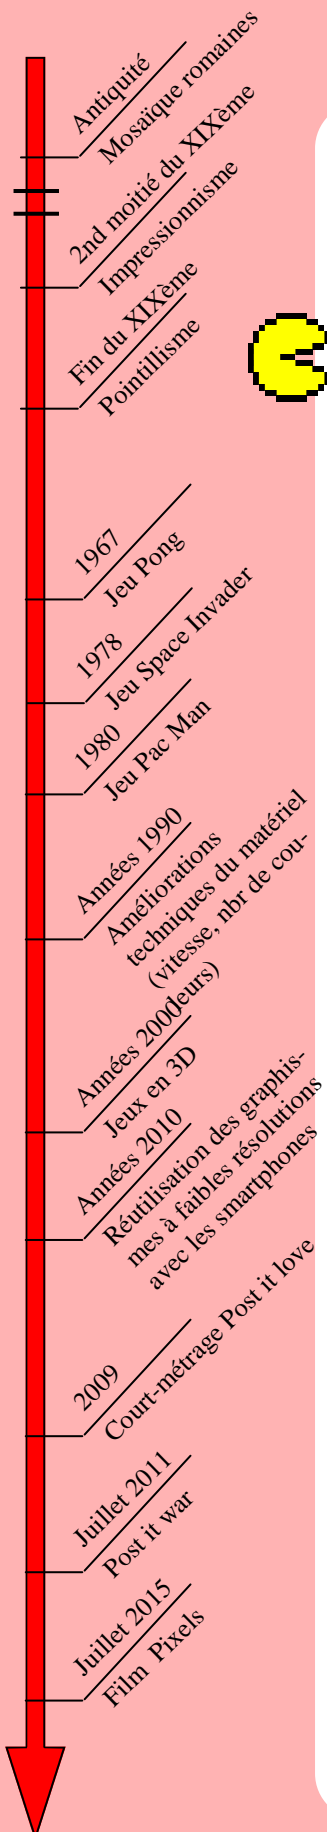 Antiquité
Mosaïque romaines
2nd moitié du XIXème
Impressionnisme
Fin du XIXème
Pointillisme
1967
Jeu Pong
1978
Jeu Space Invader
1980
Jeu Pac Man
Années 1990
Améliorations
techniques du matériel
(vitesse, nbr de cou-
leurs)
Années 2000
Jeux en 3D
Années 2010
Réutilisation des graphis-
mes à faibles résolutions
avec les smartphones
2009
Court-métrage Post it love
Juillet 2011
Post it war
Juillet 2015
Film Pixels